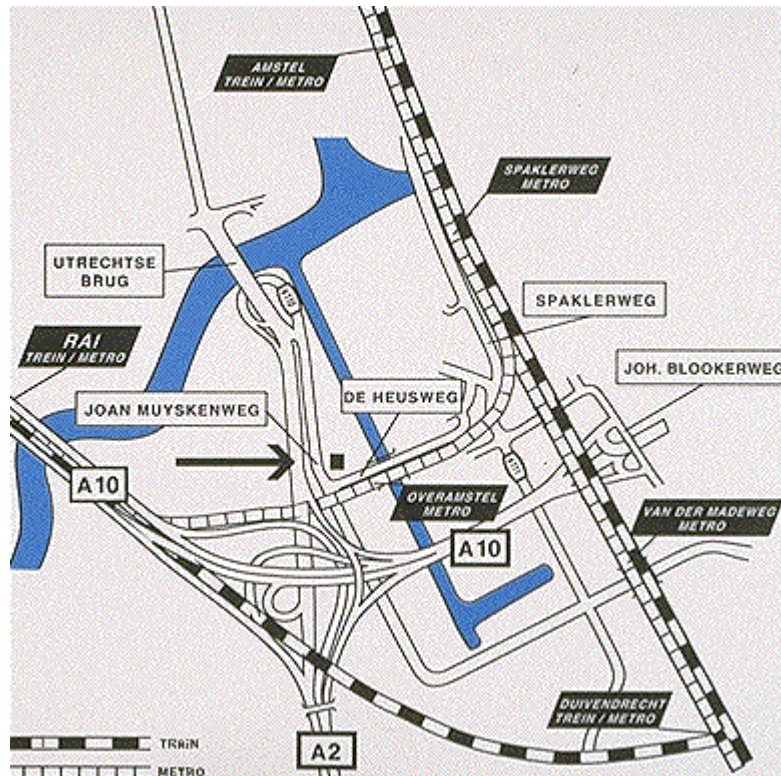 AMSTEL
TREIN / METRO
SPAKLERWEG
METRO
UTRECHTSE
BRUG
SPAKLERWEG
RAI
TREIN / METRO
JOH. BLOOKERWEG
DE HEUSWEG
JOAN MUYSKENWEG
A10
OVERAMSTEL
METRO
VAN DER MADEWEG
METRO
A10
DUIVENDRECHT
TREIN / METRO
TRAIN
A2
METRO